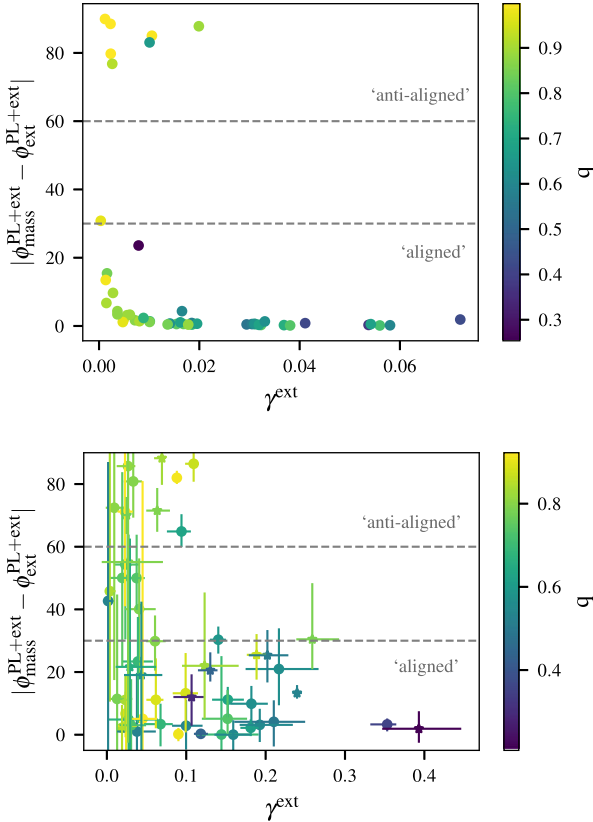 80
60
40
20
0
|ϕ_mass^PL+ext − ϕ_ext^PL+ext|
'anti-aligned'
'aligned'
0.00 0.02 0.04 0.06
γ^ext
0.9
0.8
0.7
0.6
0.5
0.4
0.3
q
80
60
40
20
0
|ϕ_mass^PL+ext − ϕ_ext^PL+ext|
'anti-aligned'
'aligned'
0.0 0.1 0.2 0.3 0.4
γ^ext
0.8
0.6
0.4
q